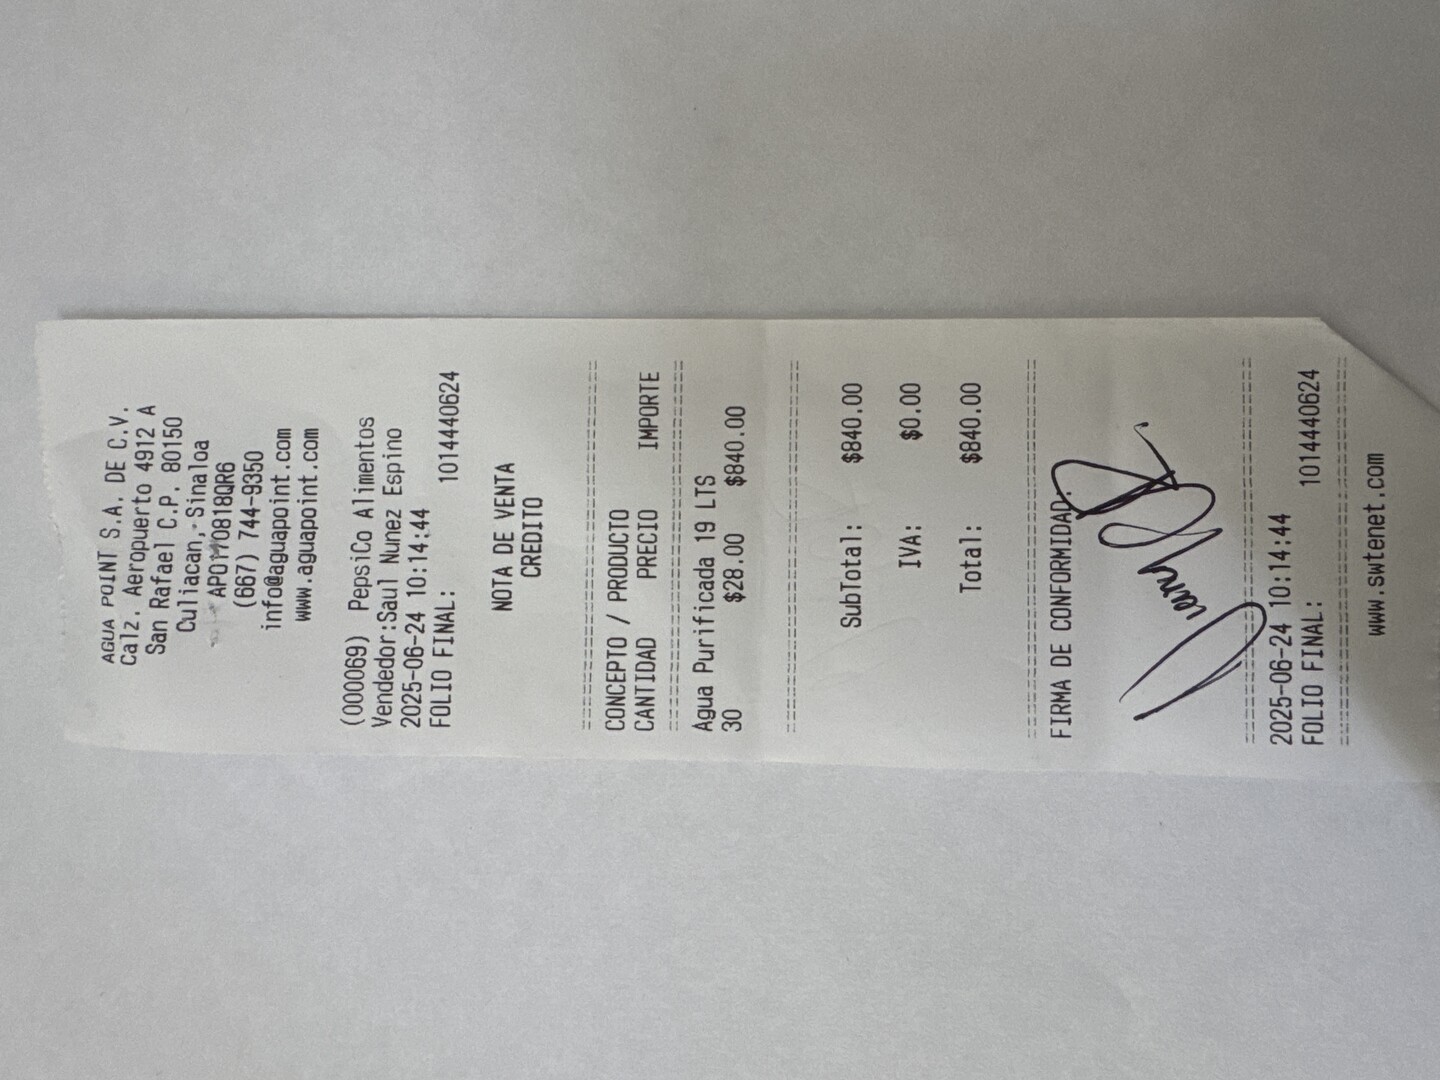 AGUA POINT S.A. DE C.V.
Calz. Aeropuerto 4912 A
San Rafael C.P. 80150
Culiacan, Sinaloa
APO170818QR6
(667) 744-9350
info@aguapoint.com
www.aguapoint.com
(000069) PepsiCo Alimentos
Vendedor:Saul Nunez Espino
2025-06-24 10:14:44
FOLIO FINAL: 1014440624
NOTA DE VENTA
CREDITO
CONCEPTO / PRODUCTO
CANTIDAD PRECIO IMPORTE
Agua Purificada 19 LTS
30 $28.00 $840.00
SubTotal: $840.00
IVA: $0.00
Total: $840.00
FIRMA DE CONFORMIDAD.
2025-06-24 10:14:44
FOLIO FINAL: 1014440624
www.swtenet.com